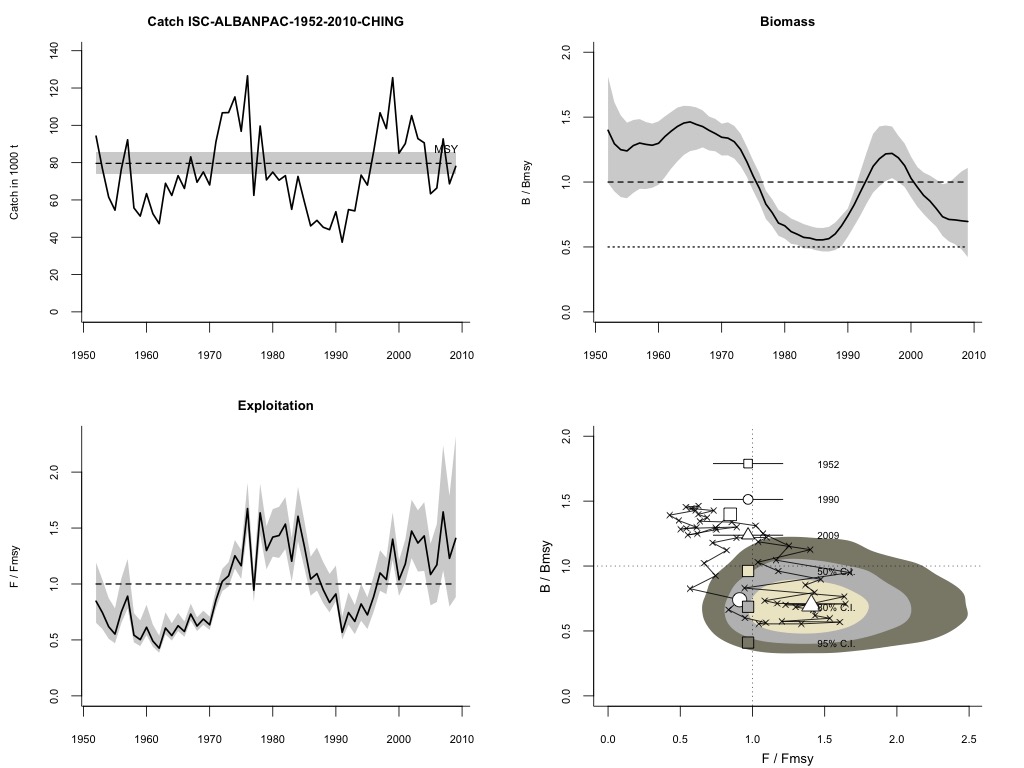 Catch ISC-ALBANPAC-1952-2010-CHING
Catch in 1000 t
140
120
100
80
60
40
20
0
MSY
1950 1960 1970 1980 1990 2000 2010
Biomass
B / Bmsy
2.0
1.5
1.0
0.5
0.0
1950 1960 1970 1980 1990 2000 2010
Exploitation
F / Fmsy
2.0
1.5
1.0
0.5
0.0
1950 1960 1970 1980 1990 2000 2010
B / Bmsy
2.0
1.5
1.0
0.5
0.0
1952
1990
2009
50% C.I.
80% C.I.
95% C.I.
0.0 0.5 1.0 1.5 2.0 2.5
F / Fmsy